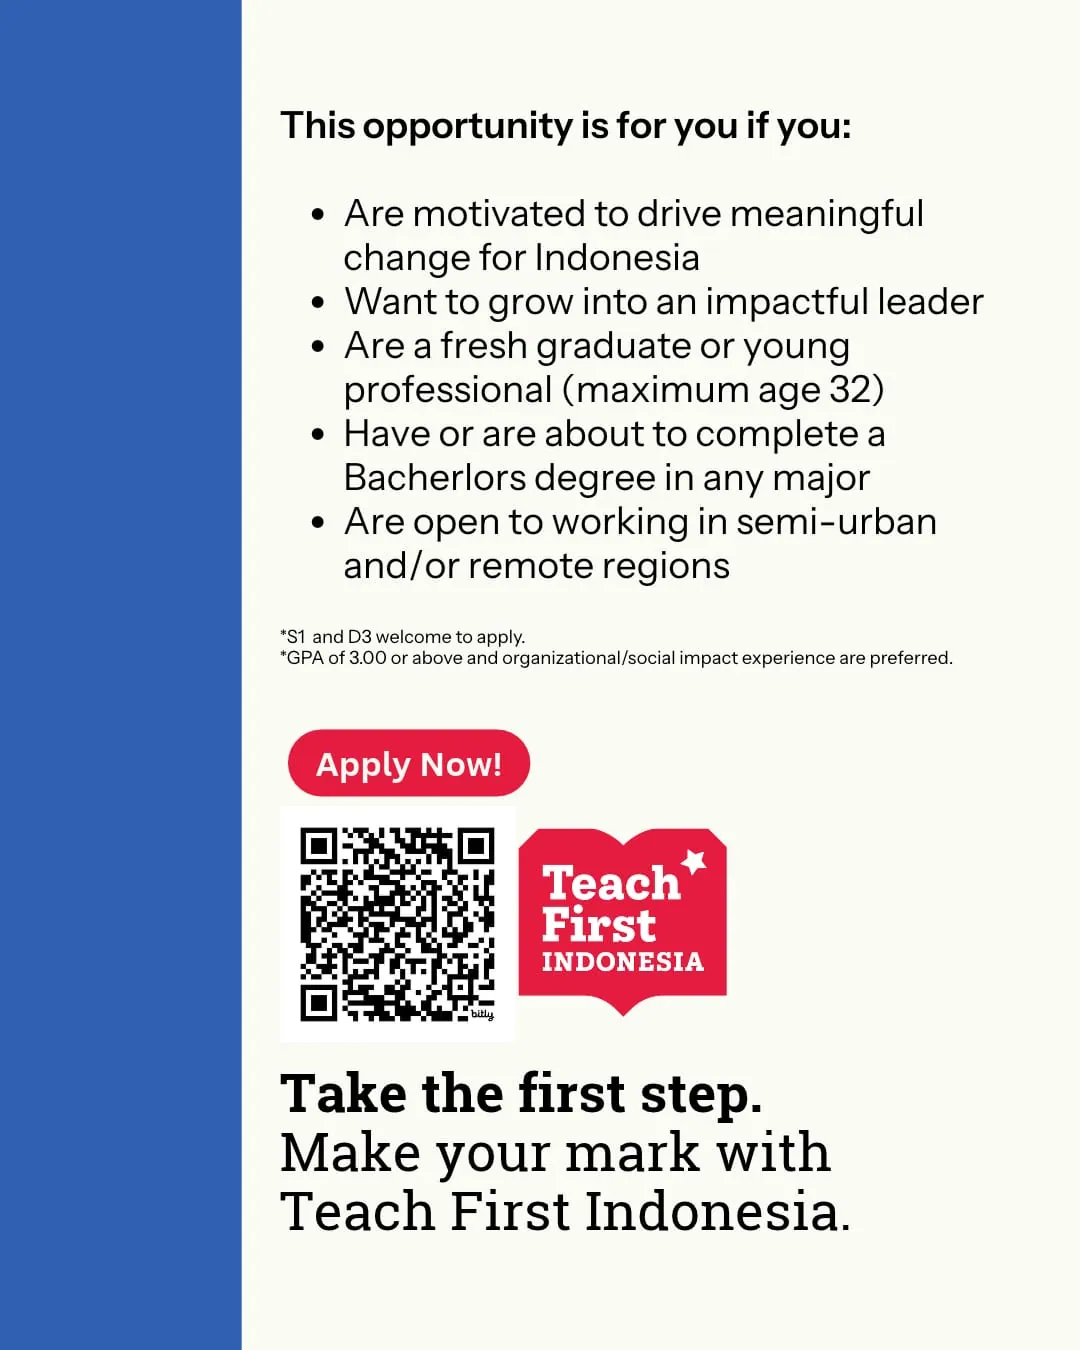 This opportunity is for you if you:
• Are motivated to drive meaningful
change for Indonesia
• Want to grow into an impactful leader
• Are a fresh graduate or young
professional (maximum age 32)
• Have or are about to complete a
Bacherlors degree in any major
• Are open to working in semi-urban
and/or remote regions
*S1 and D3 welcome to apply.
*GPA of 3.00 or above and organizational/social impact experience are preferred.
Apply Now!
bitly
Teach
First
INDONESIA
Take the first step.
Make your mark with
Teach First Indonesia.